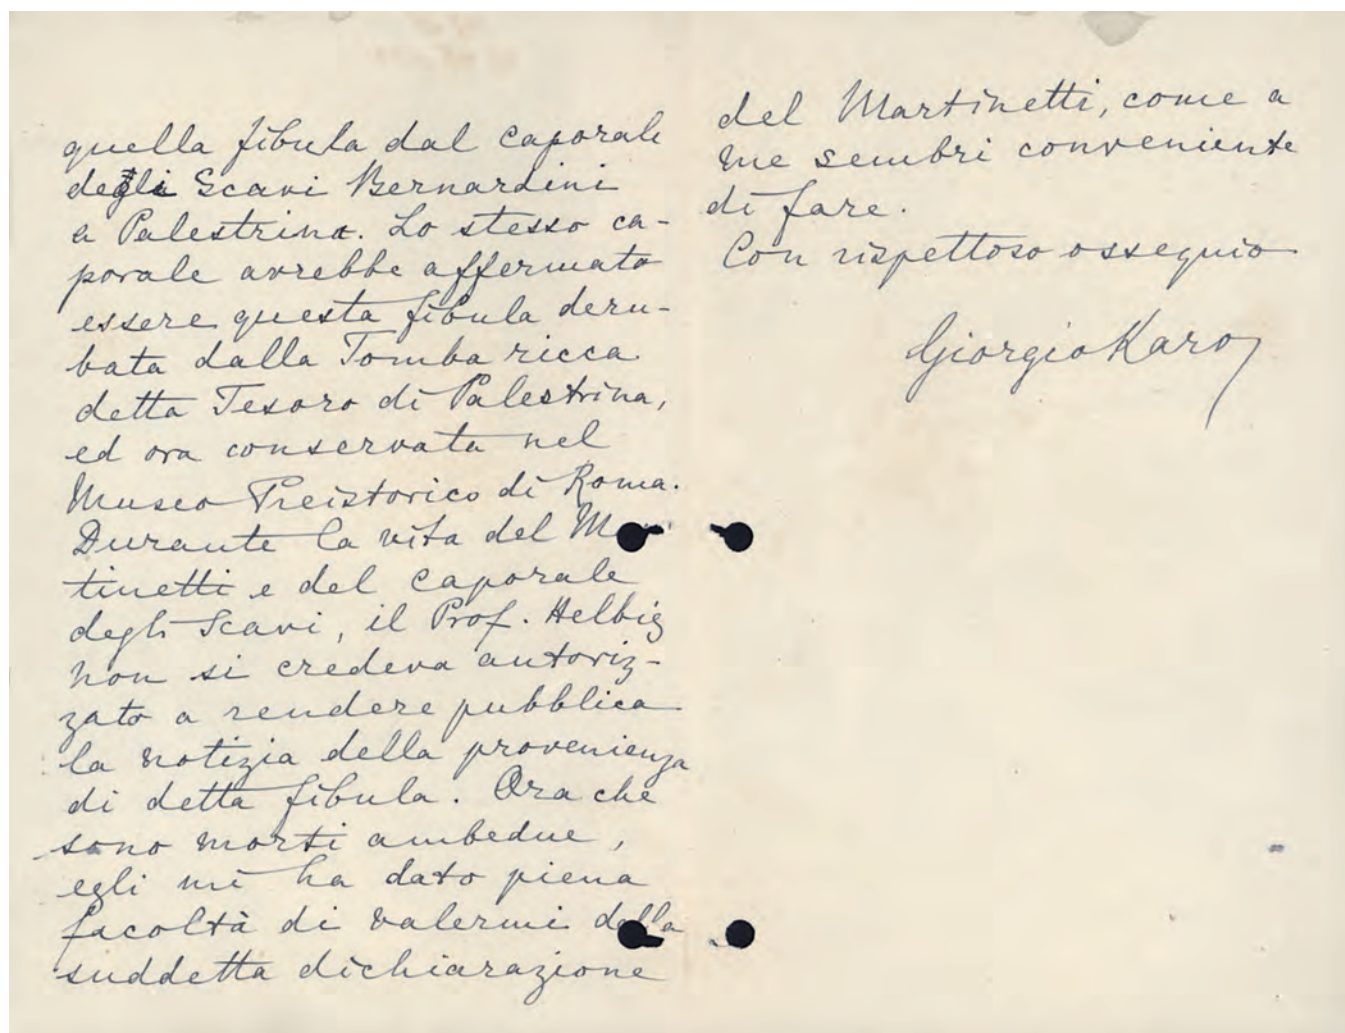 quella fibula dal caporale
degli Scavi Bernardini
a Palestrina. Lo stesso ca-
porale avrebbe affermato
essere questa fibula deru-
bata dalla Tomba ricca
detta Tesoro di Palestrina,
ed ora conservata nel
Museo Preistorico di Roma.
Durante la vita del
tinetti e del caporale
degli Scavi, il Prof. Helbig
non si credeva autoriz-
zato a rendere pubblica
la notizia della provenienza
di detta fibula. Ora che
sono morti ambedue,
egli mi ha dato piena
facoltà di valermi della
suddetta dichiarazione
del Martinetti, come a
me sembri conveniente
di fare.
Con rispettoso ossequio
Giorgio Karo